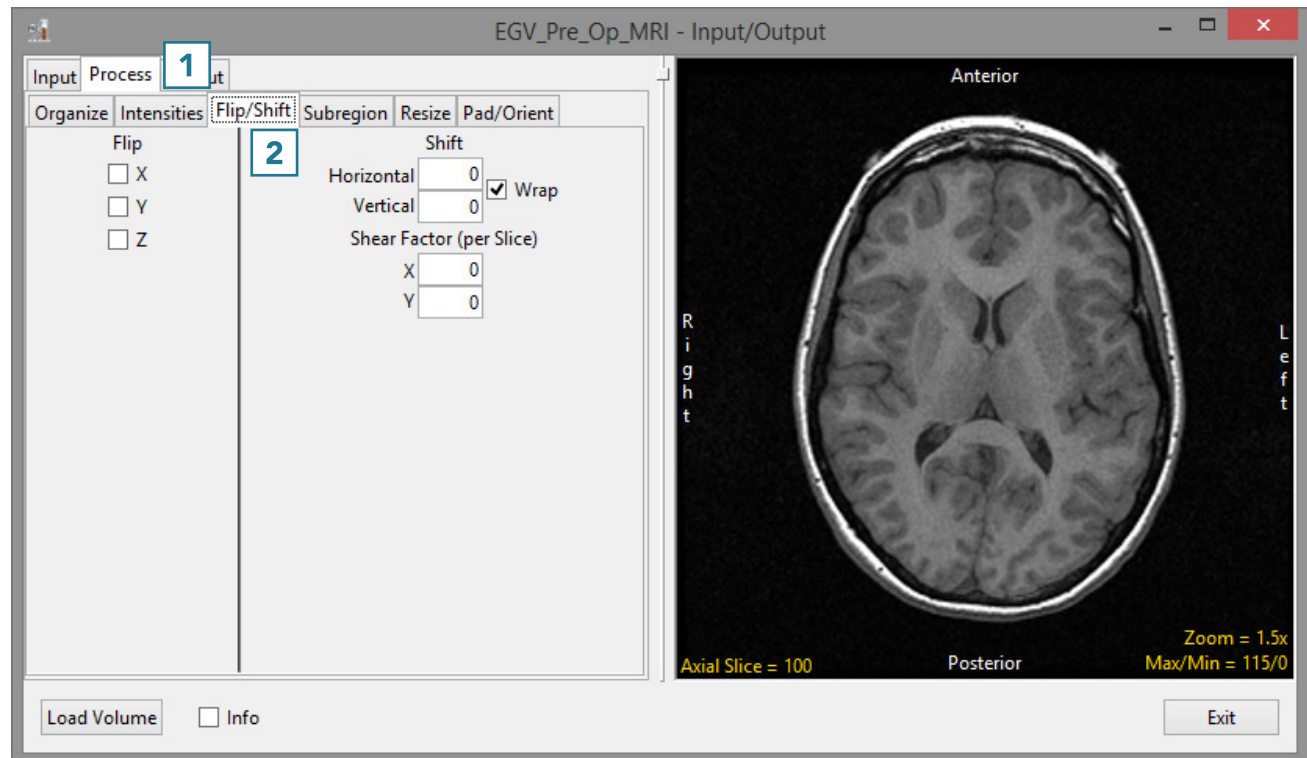 EGV_Pre_Op_MRI - Input/Output
Input Process 1 ut
Organize Intensities Flip/Shift Subregion Resize Pad/Orient
2
Flip
X
Y
Z
Shift
Horizontal 0
Vertical 0
Wrap
Shear Factor (per Slice)
X 0
Y 0
Anterior
Right
Left
Zoom = 1.5x
Axial Slice = 100 Posterior Max/Min = 115/0
Load Volume Info Exit